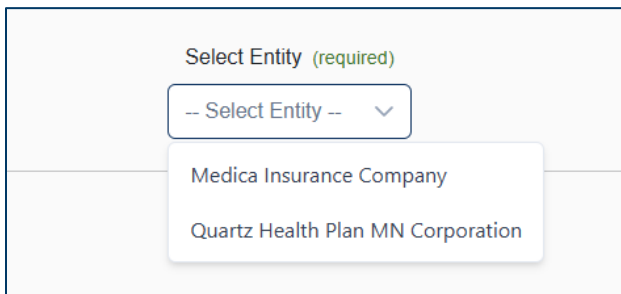 Select Entity (required)
-- Select Entity --
Medica Insurance Company
Quartz Health Plan MN Corporation